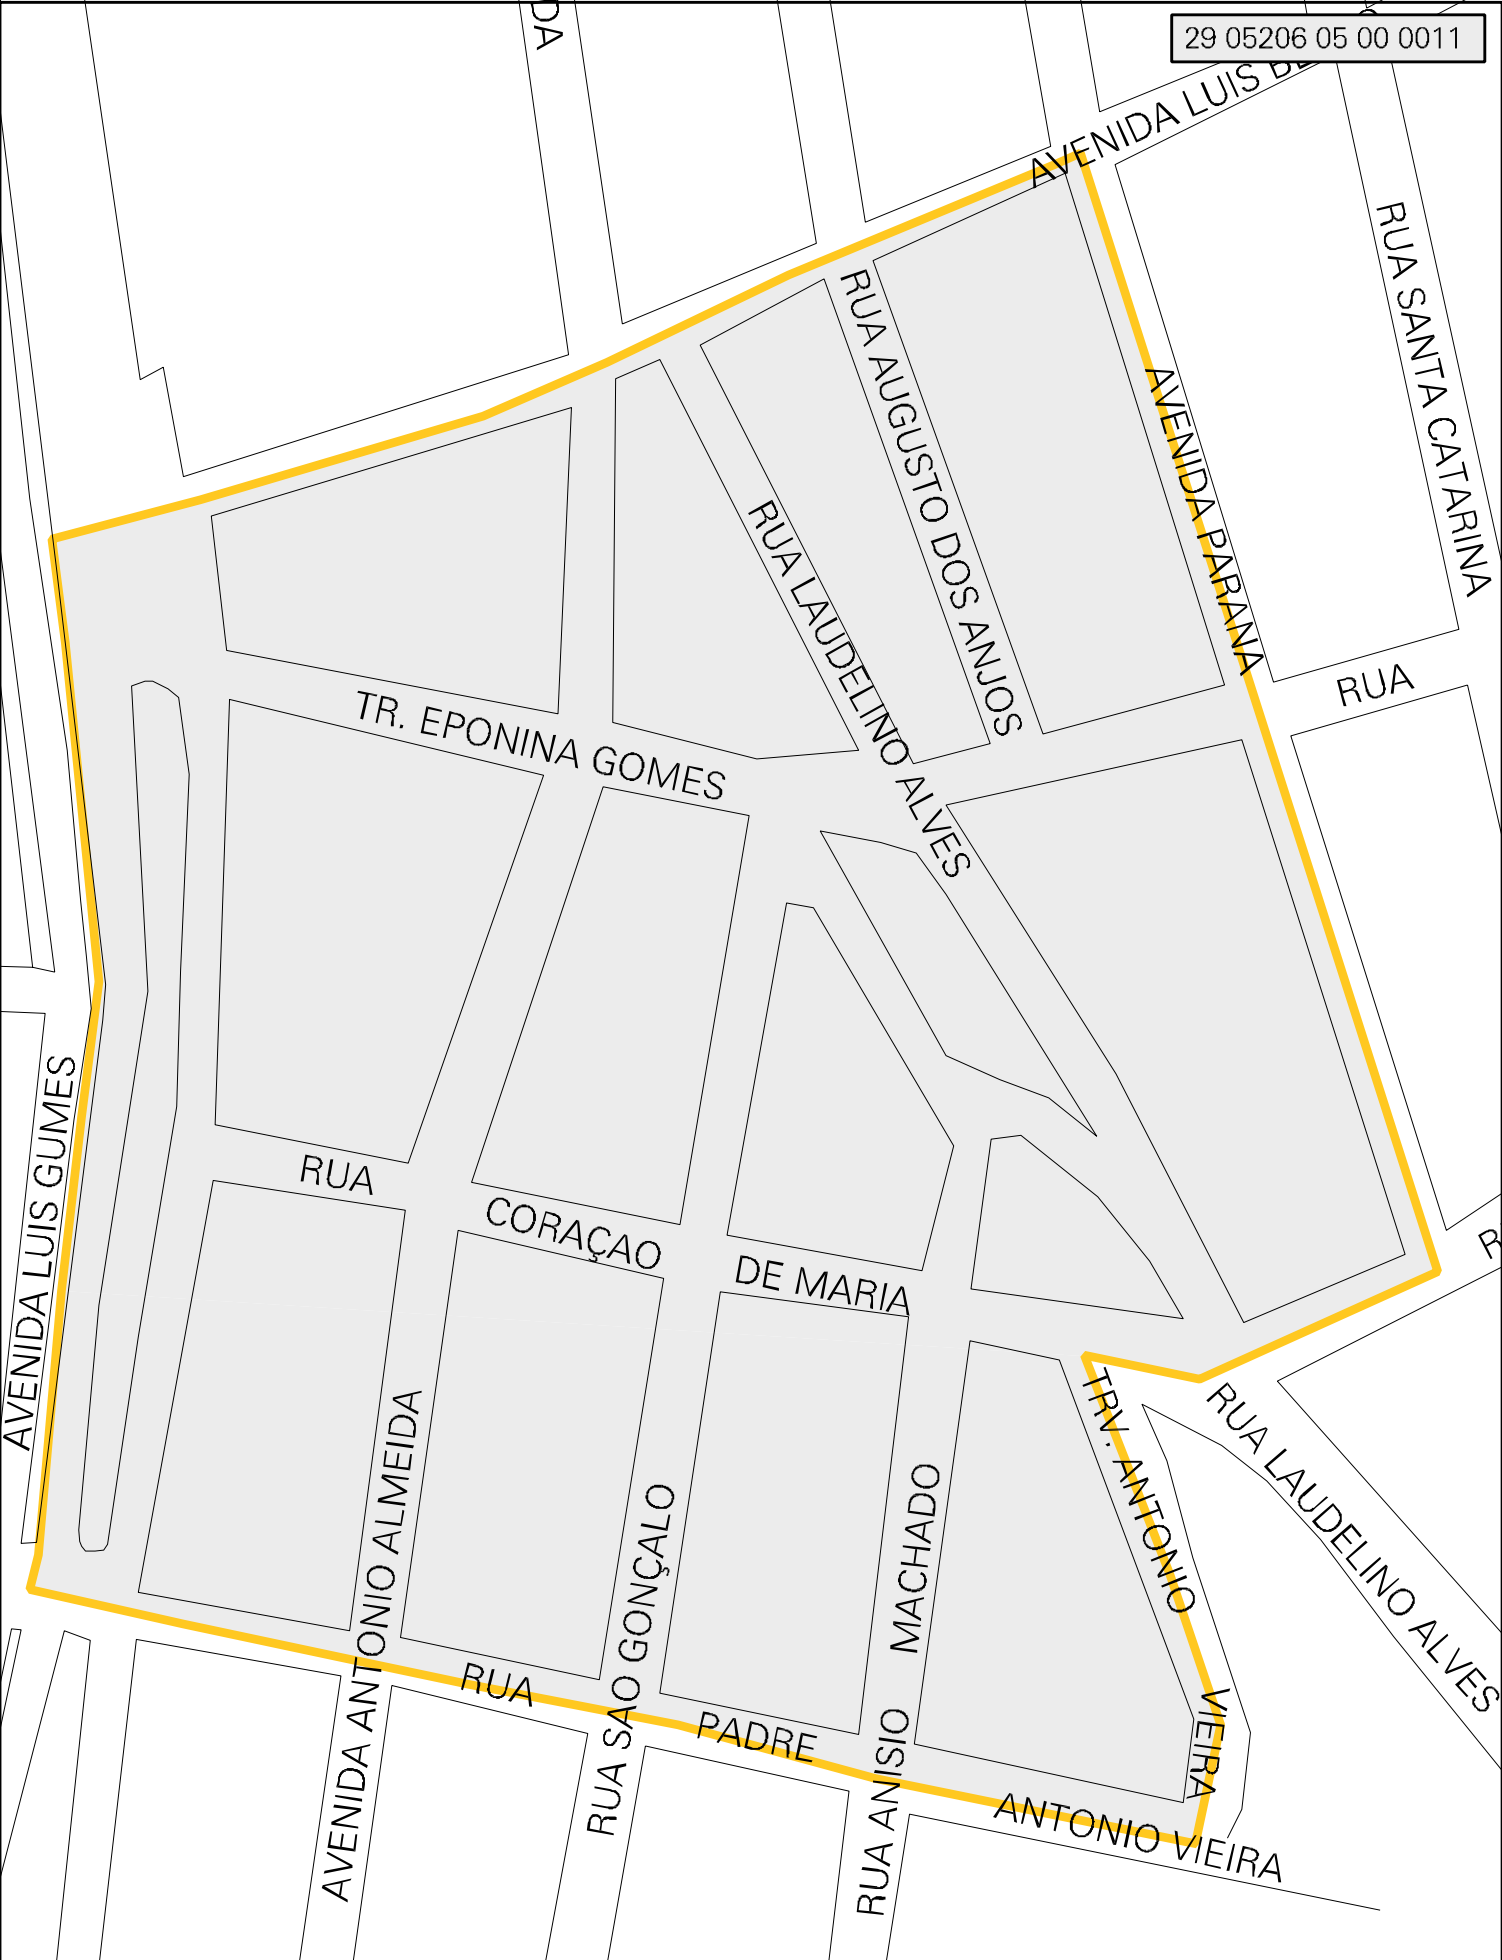 DA
29 05206 05 00 0011
AVENIDA LUIS
RUA SANTA CATARINA
RUA AUGUSTO DOS ANJOS
AVENIDA PARANA
RUA LAUDELINO ALVES
RUA
TR. EPONINA GOMES
AVENIDA LUIS GUMES
RUA
CORAÇAO
DE MARIA
TRV. ANTONIO
VIEIRA
RUA LAUDELINO ALVES
AVENIDA ANTONIO ALMEIDA
RUA SAO GONÇALO
RUA ANISIO
MACHADO
RUA
PADRE
ANTONIO VIEIRA